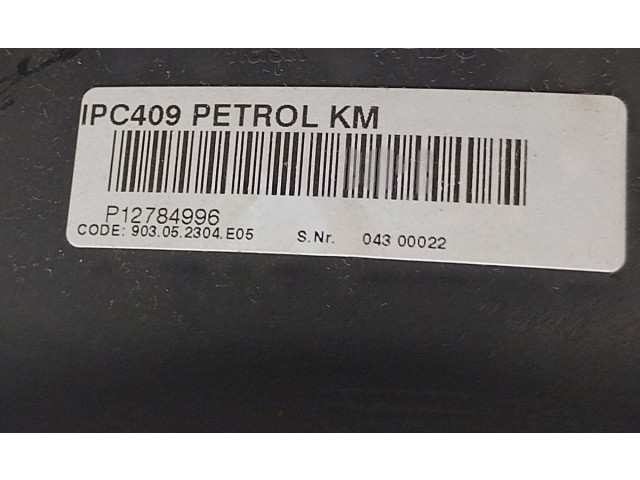 IPC409 PETROL KM
P12784996
CODE: 903.05.2304.E05 S.Nr. 043 00022